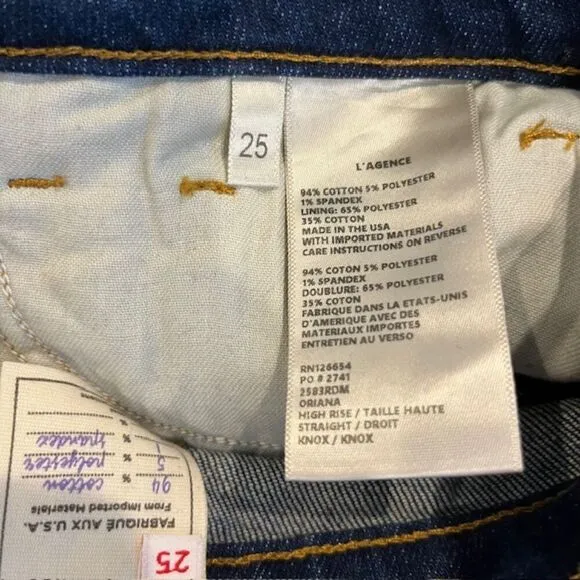 25
L'AGENCE
94% COTTON 5% POLYESTER
1% SPANDEX
LINING: 65% POLYESTER
35% COTTON
MADE IN THE USA
WITH IMPORTED MATERIALS
CARE INSTRUCTIONS ON REVERSE
94% COTON 5% POLYESTER
1% SPANDEX
DOUBLURE: 65% POLYESTER
35% COTON
FABRIQUE DANS LA ETATS-UNIS
D'AMERIQUE AVEC DES
MATERIAUX IMPORTES
ENTRETIEN AU VERSO
RN126654
PO # 2741
2583RDM
ORIANA
HIGH RISE / TAILLE HAUTE
STRAIGHT / DROIT
KNOX / KNOX
25
FABRIQUÉ AUX U.S.A.
From Imported Materials
94 % cotton
5 % polyester
1 % spandex
%